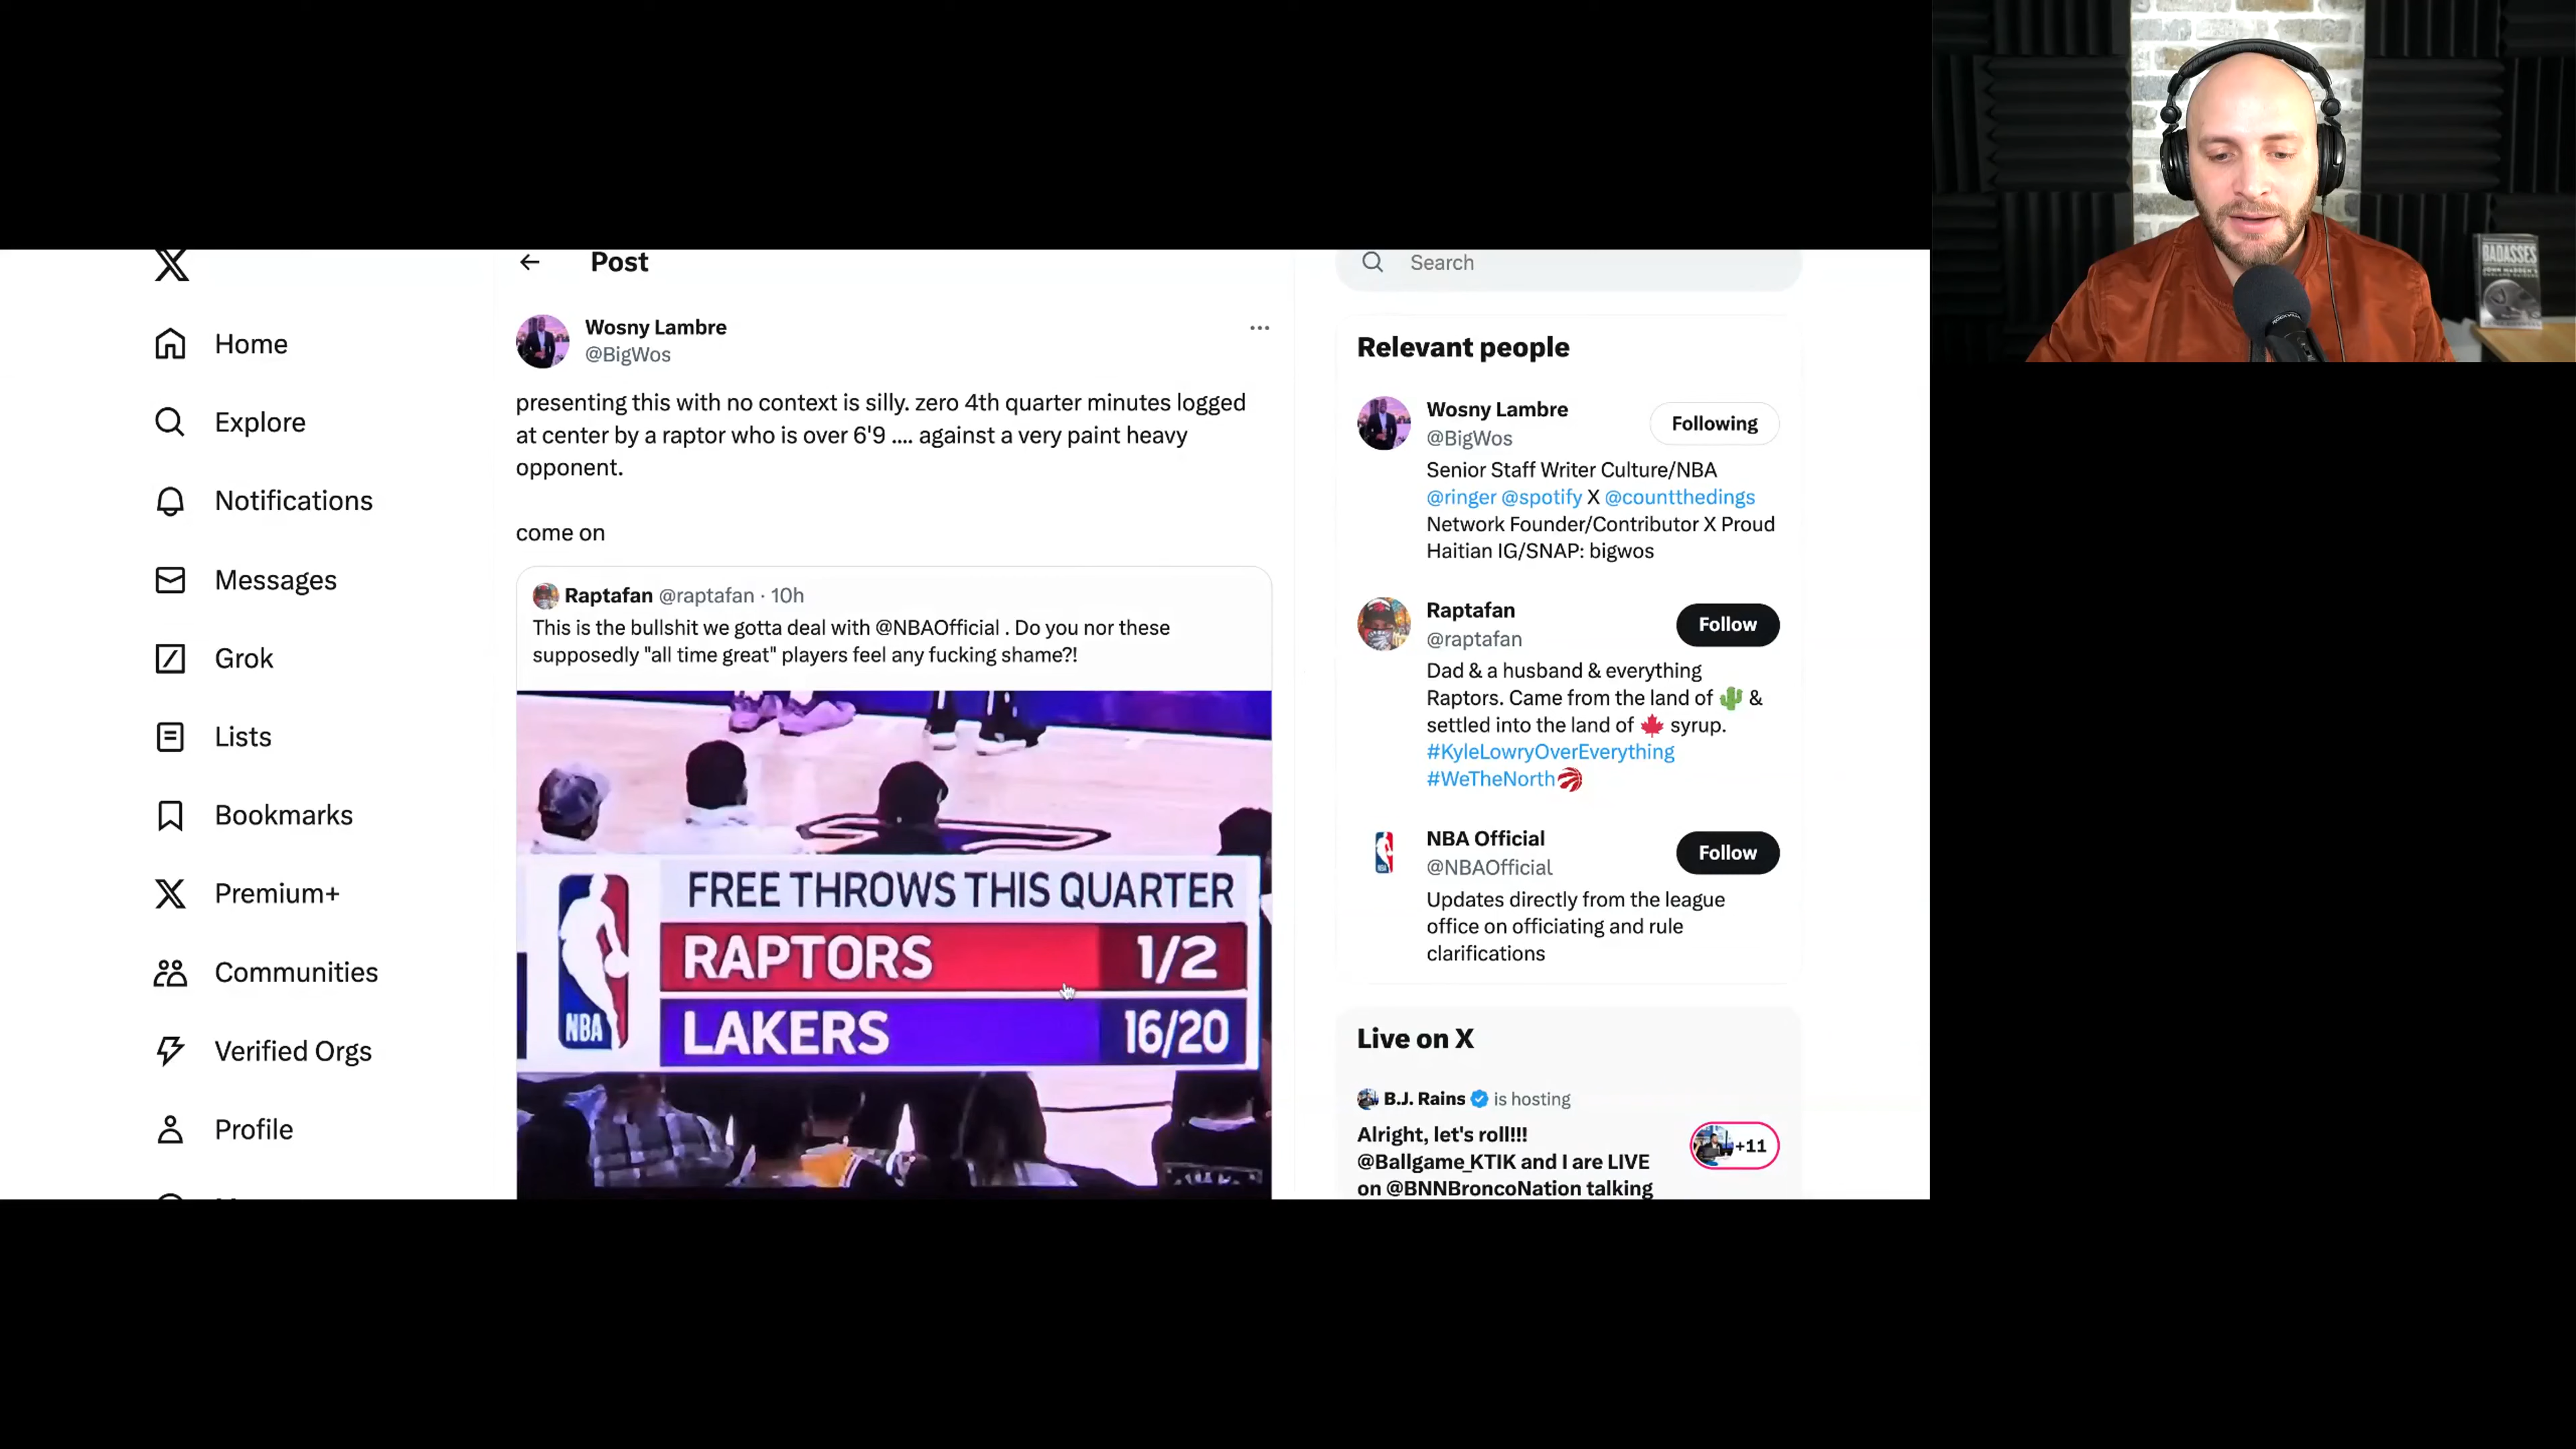 Post
Search
Home
Explore
Notifications
Messages
Grok
Lists
Bookmarks
Premium+
Communities
Verified Orgs
Profile
Wosny Lambre
@BigWos
presenting this with no context is silly. zero 4th quarter minutes logged
at center by a raptor who is over 6'9 .... against a very paint heavy
opponent.
come on
Raptafan @raptafan · 10h
This is the bullshit we gotta deal with @NBAOfficial . Do you nor these
supposedly "all time great" players feel any fucking shame?!
FREE THROWS THIS QUARTER
RAPTORS 1/2
LAKERS 16/20
NBA
Relevant people
Wosny Lambre
@BigWos
Following
Senior Staff Writer Culture/NBA
@ringer @spotify X @countthedings
Network Founder/Contributor X Proud
Haitian IG/SNAP: bigwos
Raptafan
@raptafan
Follow
Dad & a husband & everything
Raptors. Came from the land of 🌵 &
settled into the land of 🍁 syrup.
#KyleLowryOverEverything
#WeTheNorth
NBA Official
@NBAOfficial
Follow
Updates directly from the league
office on officiating and rule
clarifications
Live on X
B.J. Rains is hosting
Alright, let's roll!!!
@Ballgame_KTIK and I are LIVE
on @BNNBroncoNation talking
+11
BADASSES
JOHN MADDEN'S